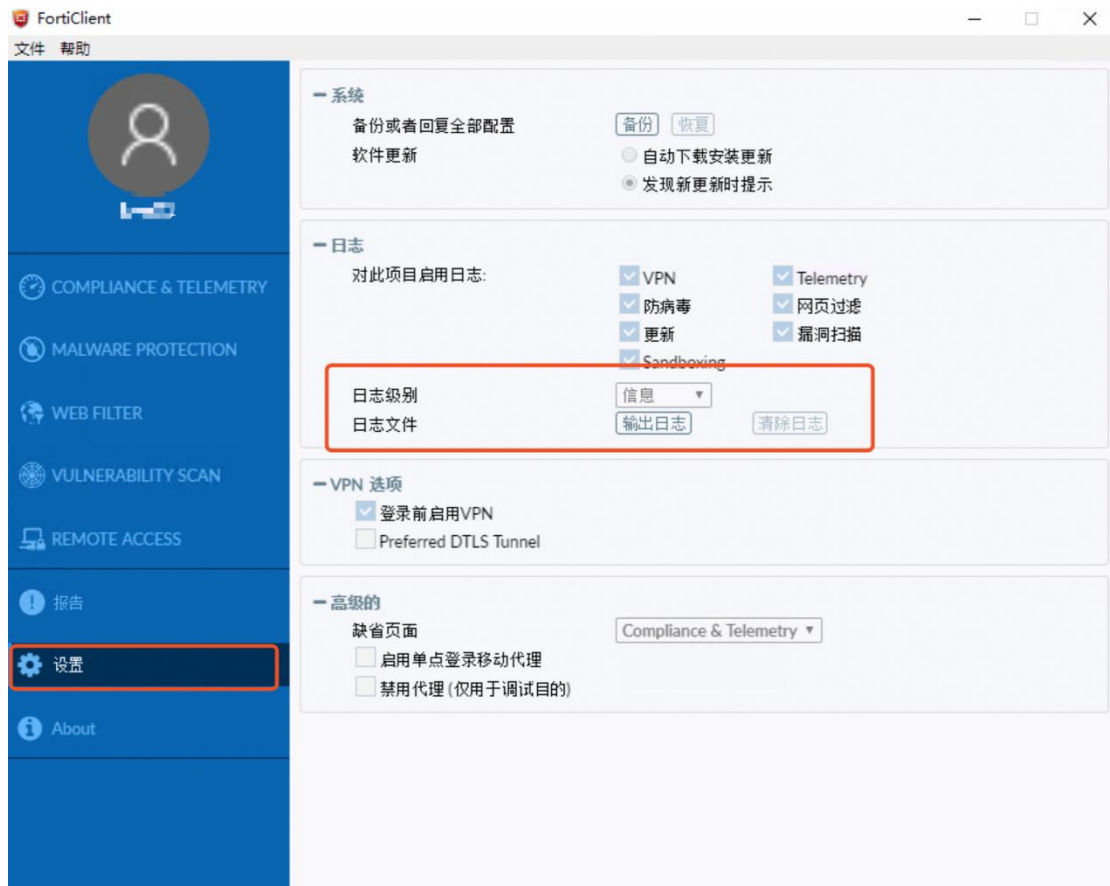 FortiClient
文件 帮助
COMPLIANCE & TELEMETRY
MALWARE PROTECTION
WEB FILTER
VULNERABILITY SCAN
REMOTE ACCESS
报告
设置
About
系统
备份或者回复全部配置 备份 恢复
软件更新 自动下载安装更新
发现新更新时提示
日志
对此项目启用日志: VPN Telemetry
防病毒 网页过滤
更新 漏洞扫描
Sandboxing
日志级别 信息
日志文件 输出日志 清除日志
VPN 选项
登录前启用VPN
Preferred DTLS Tunnel
高级的
缺省页面 Compliance & Telemetry
启用单点登录移动代理
禁用代理 (仅用于调试目的)